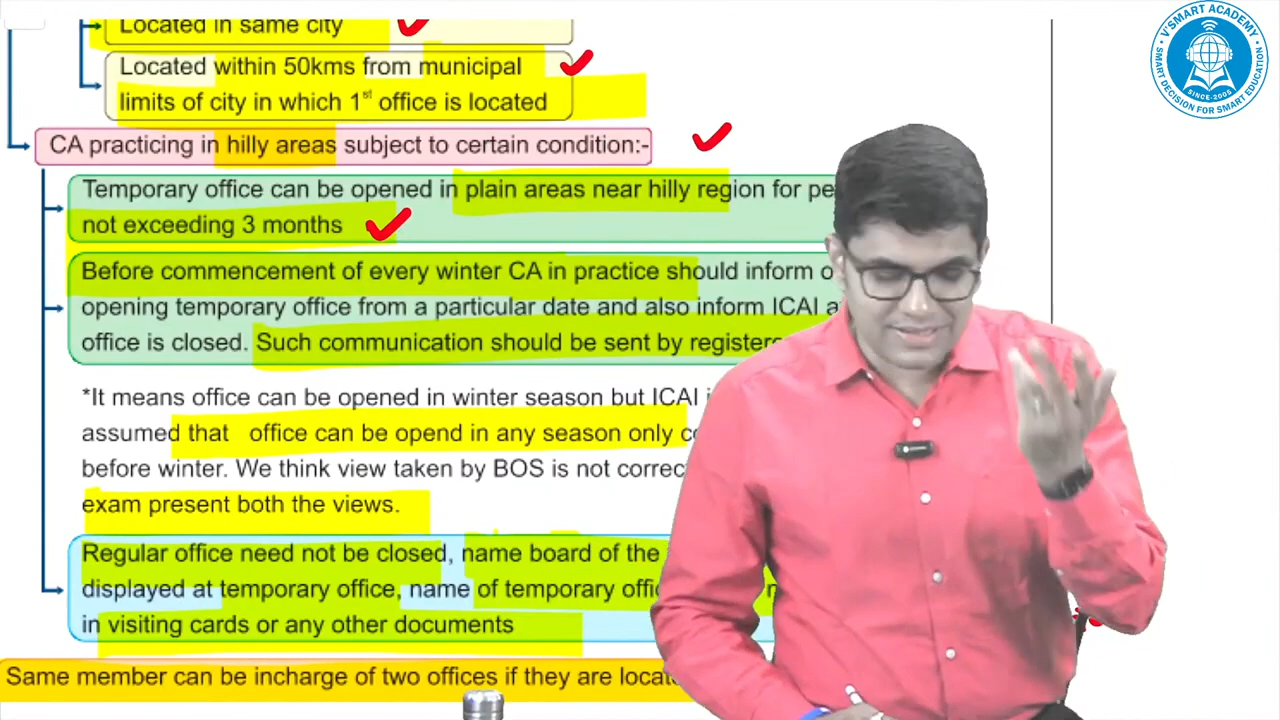 Located in same city
Located within 50kms from municipal
limits of city in which 1st office is located
CA practicing in hilly areas subject to certain condition:-
Temporary office can be opened in plain areas near hilly region for
not exceeding 3 months
Before commencement of every winter CA in practice should inform
opening temporary office from a particular date and also inform ICAI
office is closed. Such communication should be sent by
*It means office can be opened in winter season but ICAI
assumed that office can be opend in any season only
before winter. We think view taken by BOS is not
exam present both the views.
Regular office need not be closed, name board of the
displayed at temporary office, name of temporary
in visiting cards or any other documents
Same member can be incharge of two offices if they are
V'SMART ACADEMY
SMART DECISION FOR SMART EDUCATION
SINCE-2005